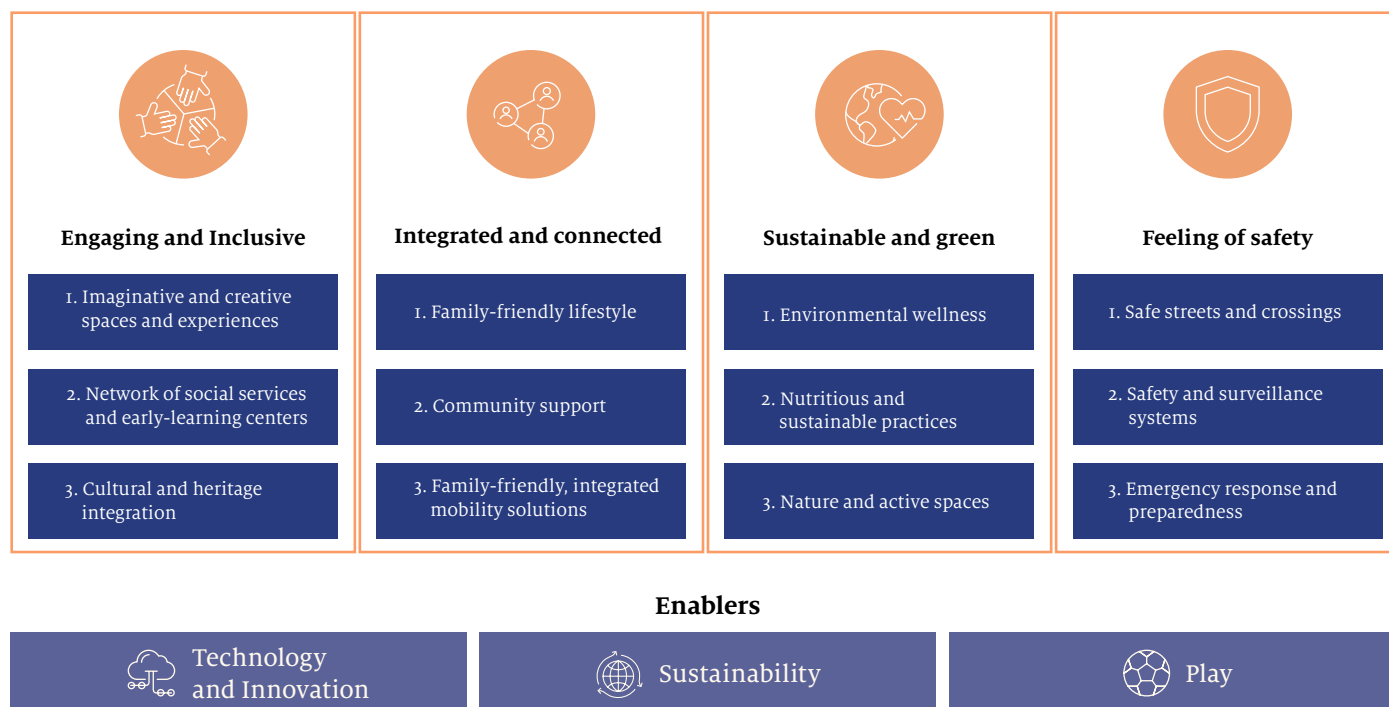 Engaging and Inclusive
1. Imaginative and creative
spaces and experiences
2. Network of social services
and early-learning centers
3. Cultural and heritage
integration
Integrated and connected
1. Family-friendly lifestyle
2. Community support
3. Family-friendly, integrated
mobility solutions
Sustainable and green
1. Environmental wellness
2. Nutritious and
sustainable practices
3. Nature and active spaces
Feeling of safety
1. Safe streets and crossings
2. Safety and surveillance
systems
3. Emergency response and
preparedness
Enablers
Technology
and Innovation
Sustainability
Play